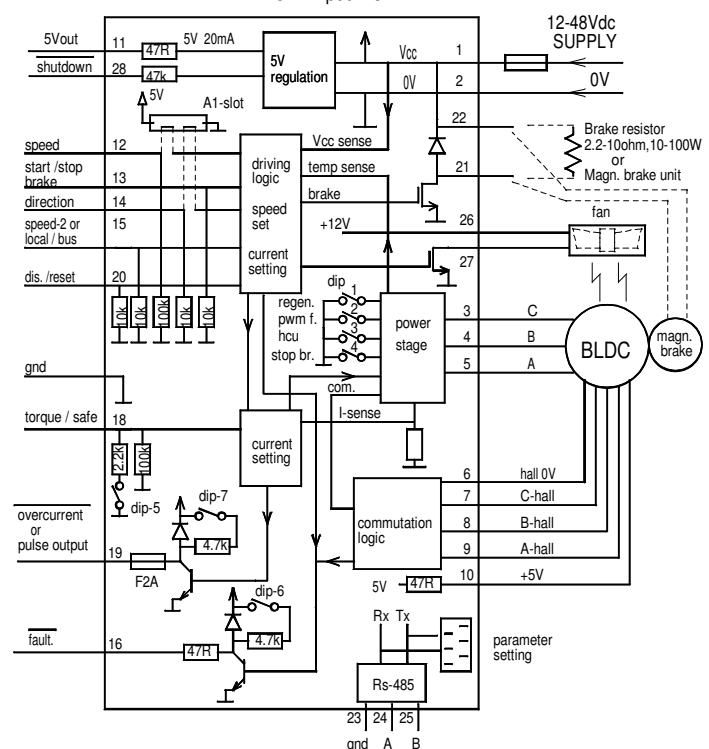 12-48Vdc
SUPPLY
5Vout 11 47R 5V 20mA
shutdown 28 47k
5V
regulation
Vcc 1
0V 2 0V
5V A1-slot
22
Brake resistor
2.2-10ohm,10-100W
or
Magn. brake unit
21
speed 12
start /stop
brake 13
direction 14
speed-2 or
local / bus 15
dis. /reset 20
driving
logic
speed
set
current
setting
Vcc sense
temp sense
brake
+12V 26
fan
27
10k 10k 100k 10k 10k
dip
regen. 1
pwm f. 2
hcu 3
stop br. 4
power
stage
3 C
4 B
5 A
BLDC
magn.
brake
gnd
com.
torque / safe 18
I-sense
current
setting
2.2k 100k
dip-5
6 hall 0V
7 C-hall
8 B-hall
9 A-hall
10 +5V
commutation
logic
5V 47R
overcurrent
or
pulse output
19
F2A
dip-7
4.7k
dip-6
4.7k
fault. 16 47R
Rx Tx
parameter
setting
Rs-485
23 24 25
gnd A B